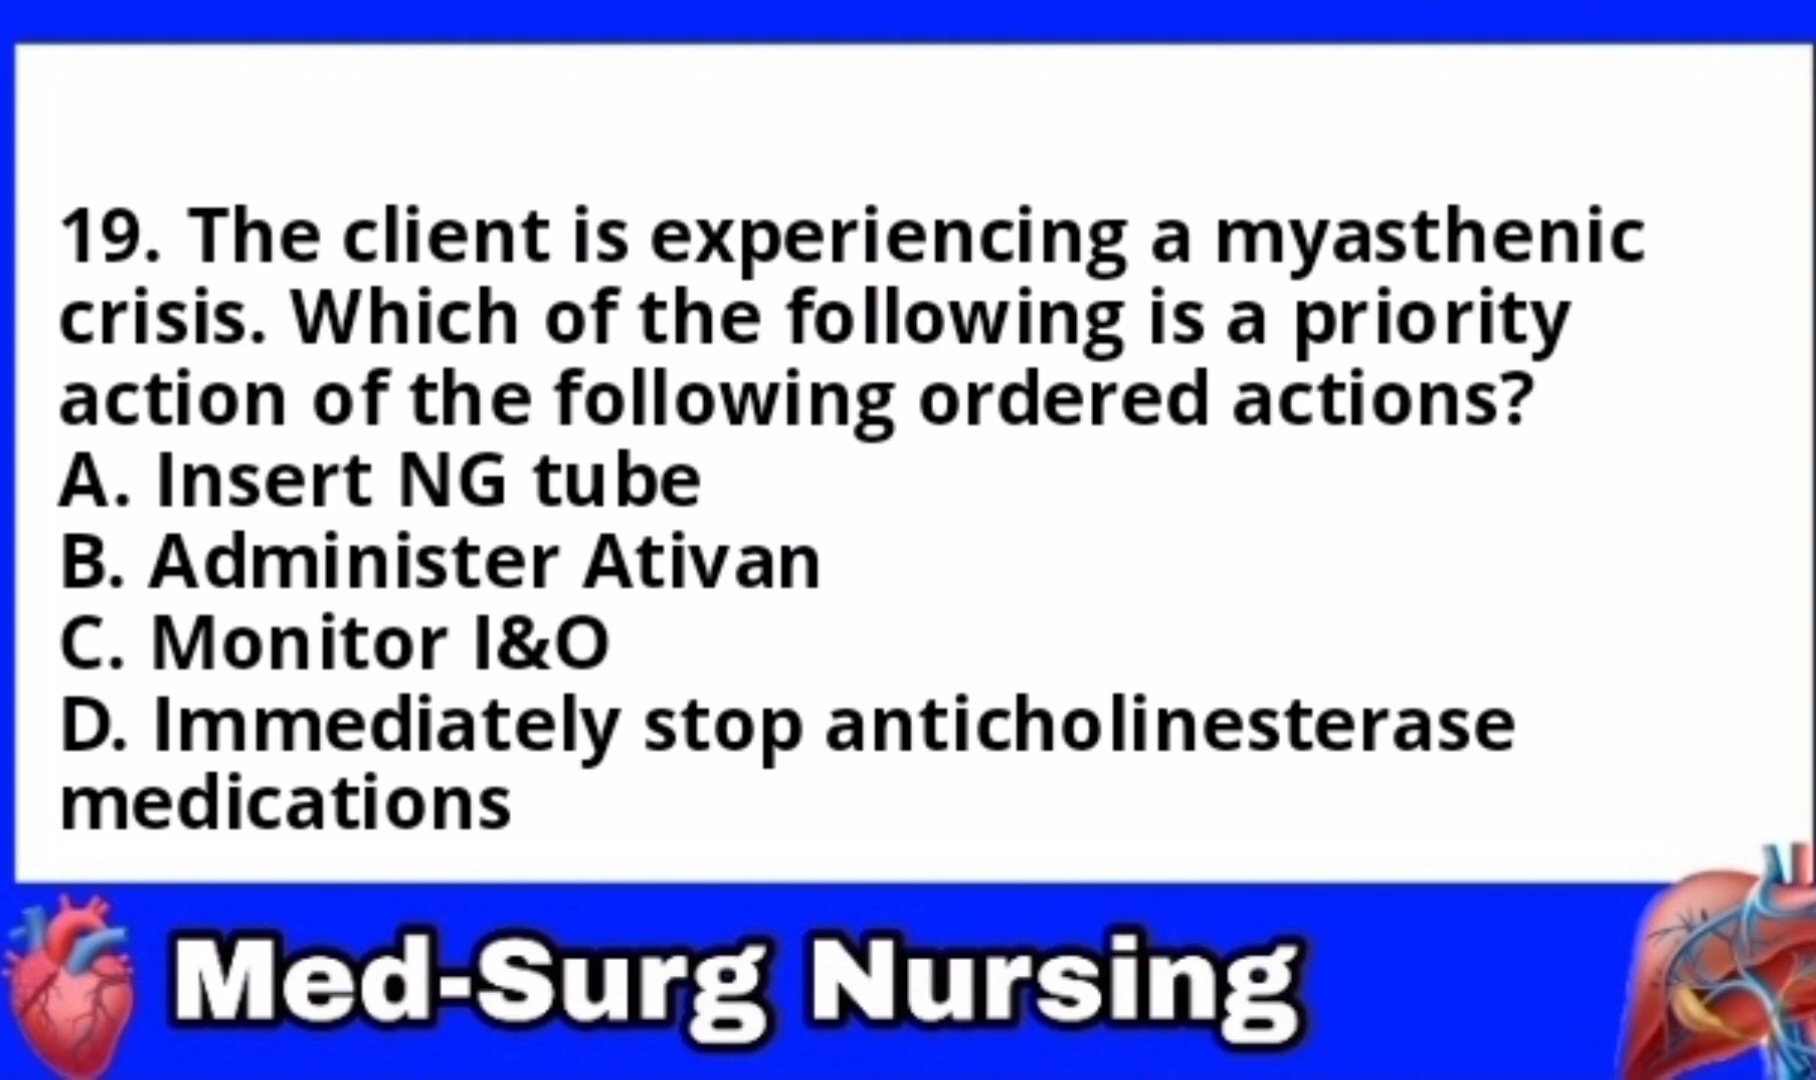 19. The client is experiencing a myasthenic
crisis. Which of the following is a priority
action of the following ordered actions?
A. Insert NG tube
B. Administer Ativan
C. Monitor I&O
D. Immediately stop anticholinesterase
medications
Med-Surg Nursing